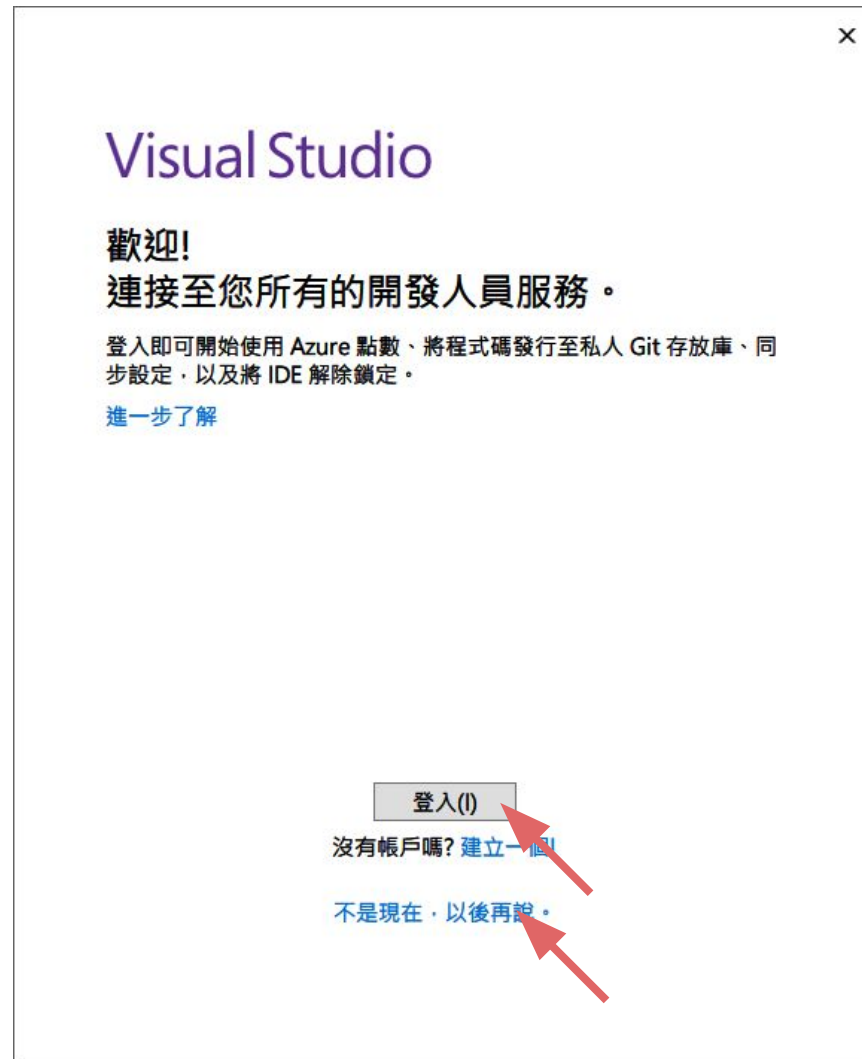 Visual Studio
歡迎!
連接至您所有的開發人員服務。
登入即可開始使用 Azure 點數、將程式碼發行至私人 Git 存放庫、同
步設定，以及將 IDE 解除鎖定。
進一步了解
登入(I)
沒有帳戶嗎? 建立一個!
不是現在，以後再說。